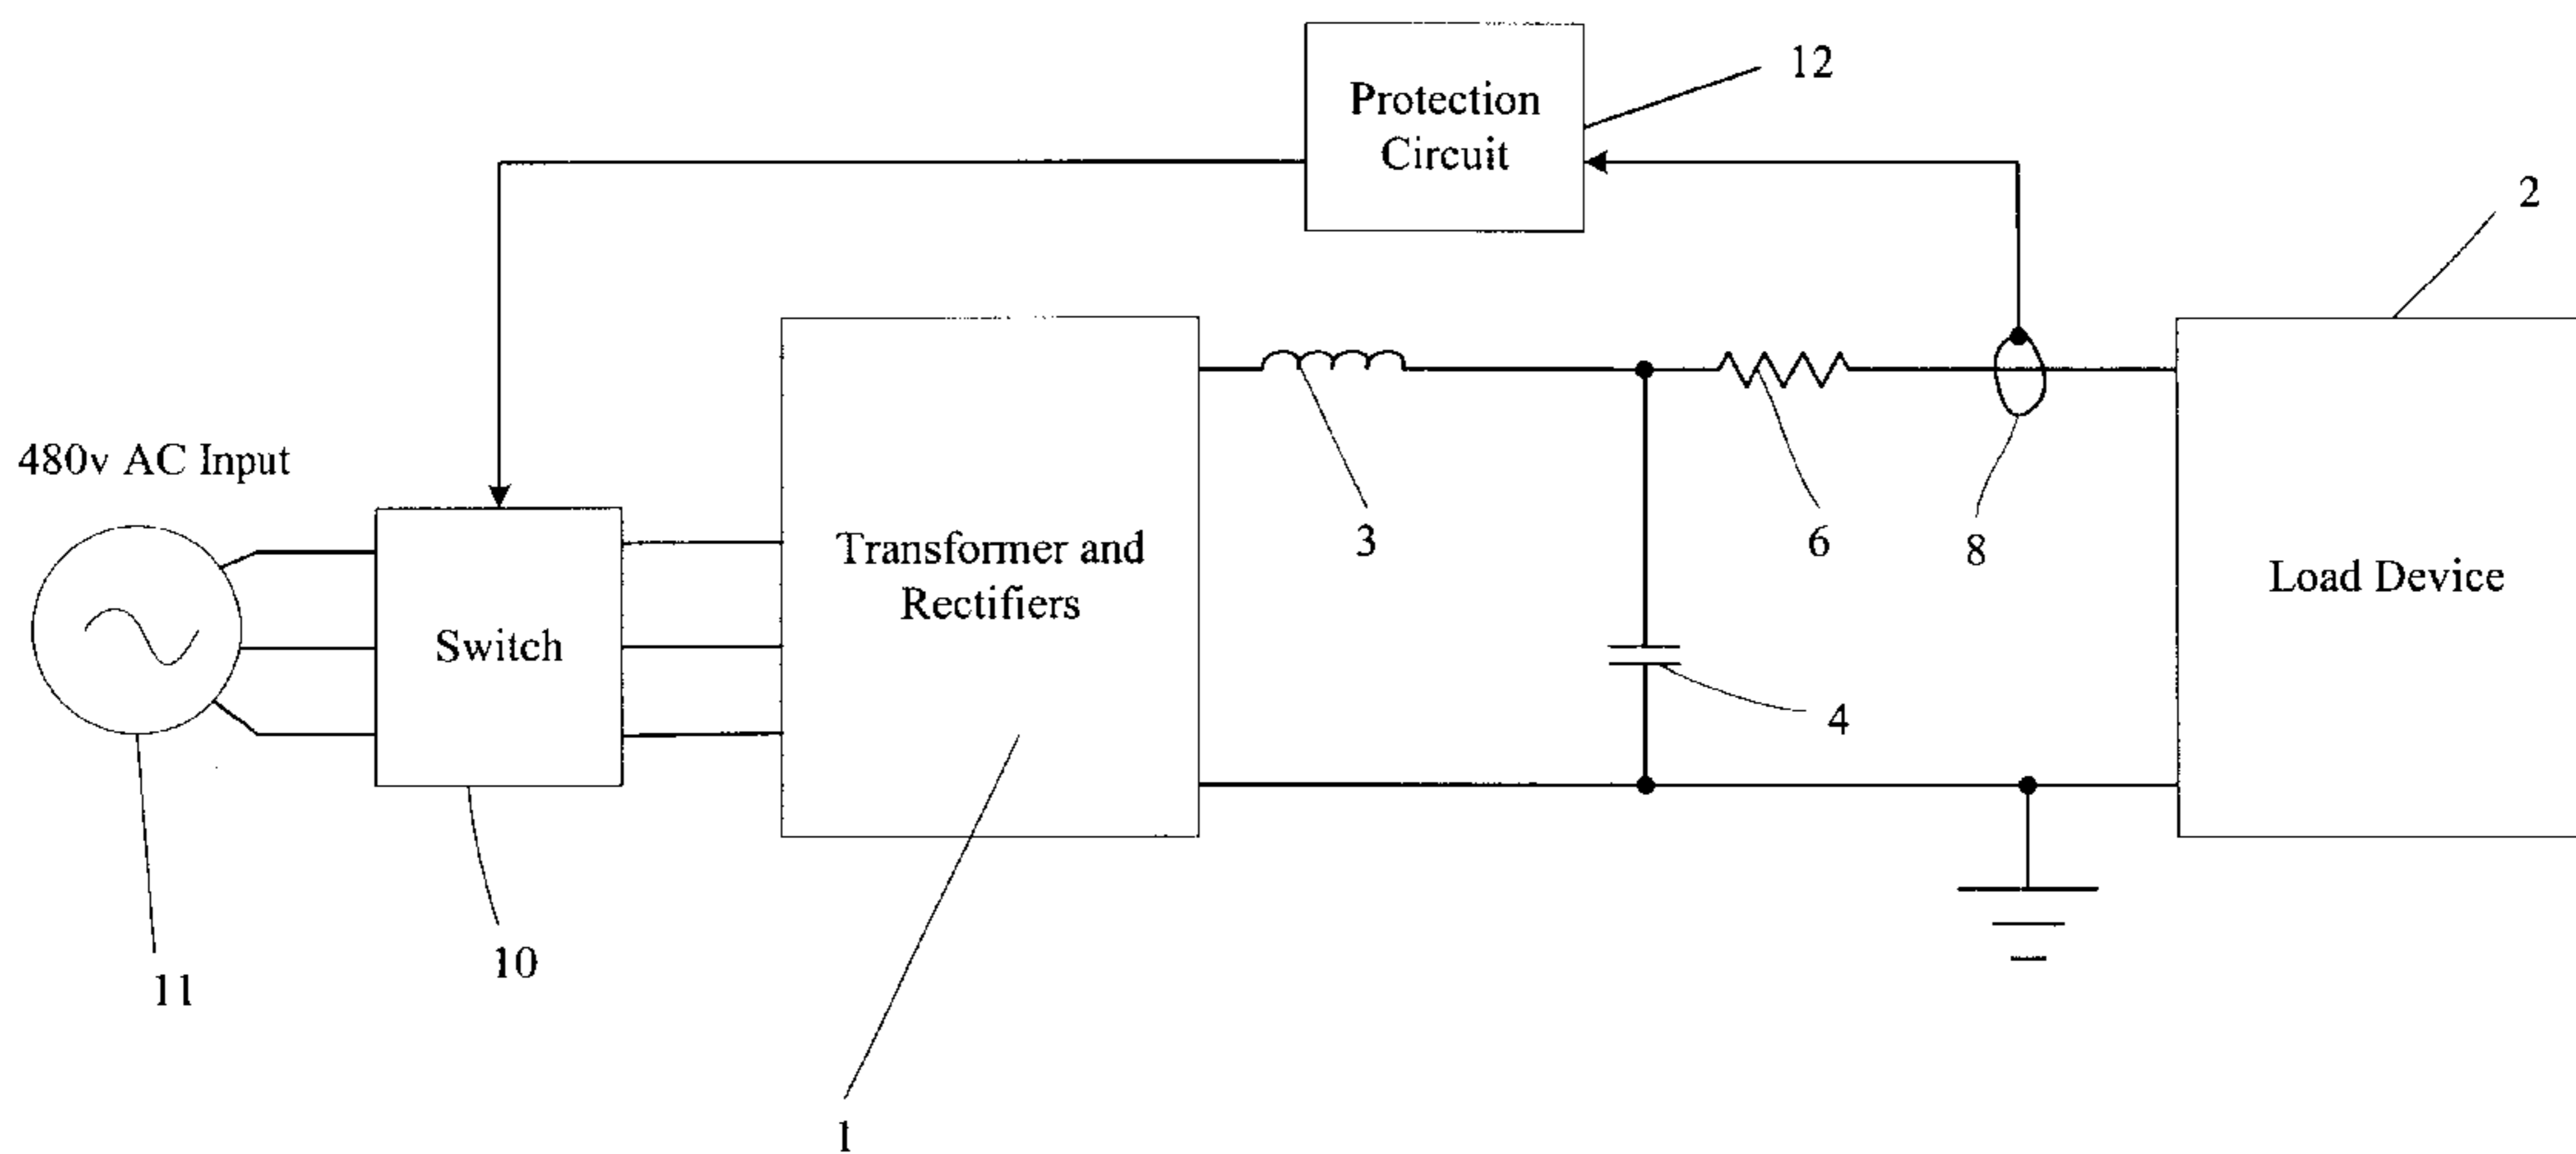 12
Protection
Circuit
2
480v AC Input
3
6
8
Transformer and
Rectifiers
Load Device
Switch
4
10
11
1